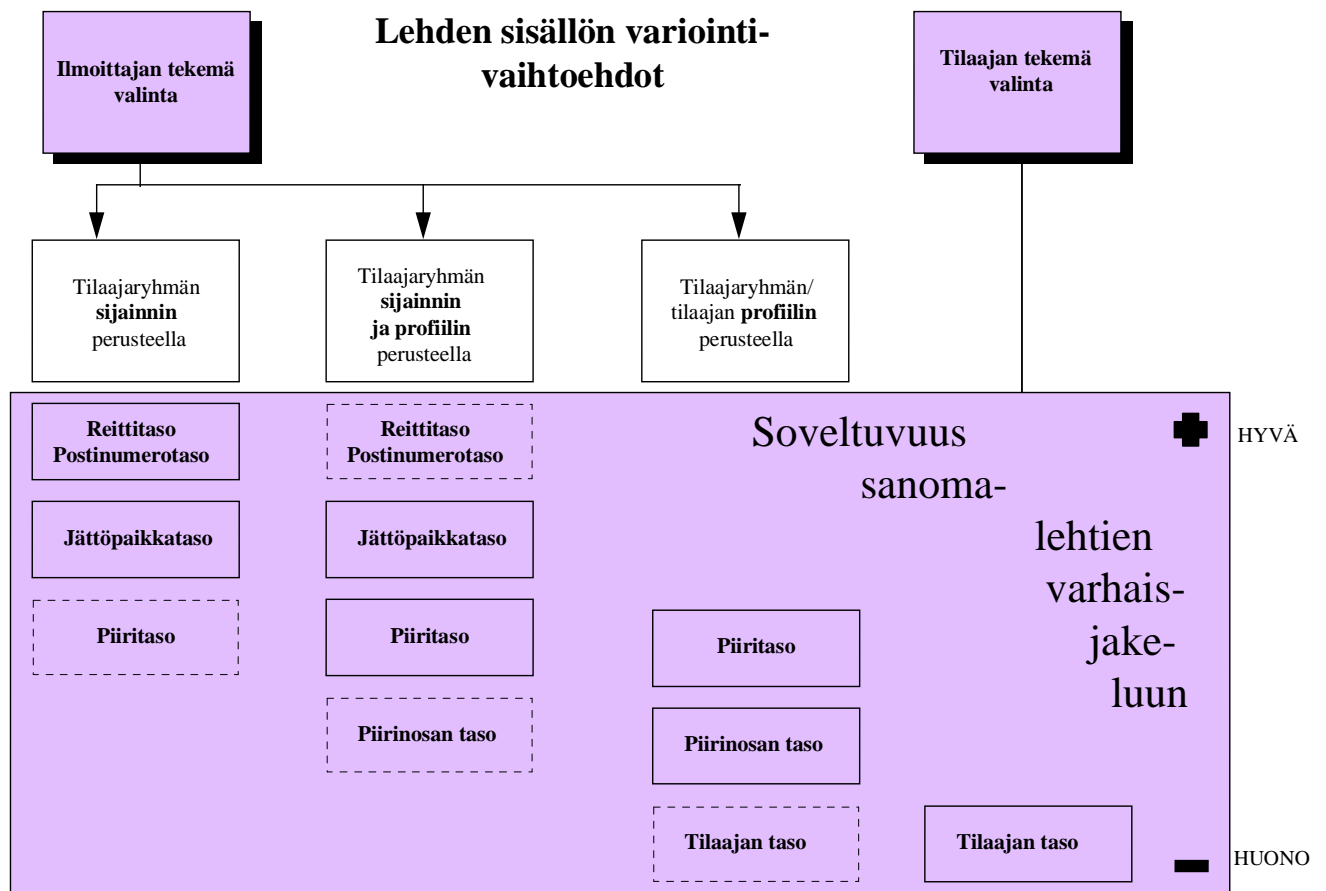 Lehden sisällön variointi-
vaihtoehdot
Ilmoittajan tekemä
valinta
Tilaajan tekemä
valinta
Tilaajaryhmän
sijainnin
perusteella
Tilaajaryhmän
sijainnin
ja profiilin
perusteella
Tilaajaryhmän/
tilaajan profiilin
perusteella
Reittitaso
Postinumerotaso
Jättöpaikkataso
Piiritaso
Reittitaso
Postinumerotaso
Jättöpaikkataso
Piiritaso
Piirinosan taso
Piiritaso
Piirinosan taso
Tilaajan taso
Tilaajan taso
Soveltuvuus
sanoma-
lehtien
varhais-
jake-
luun
HYVÄ
HUONO